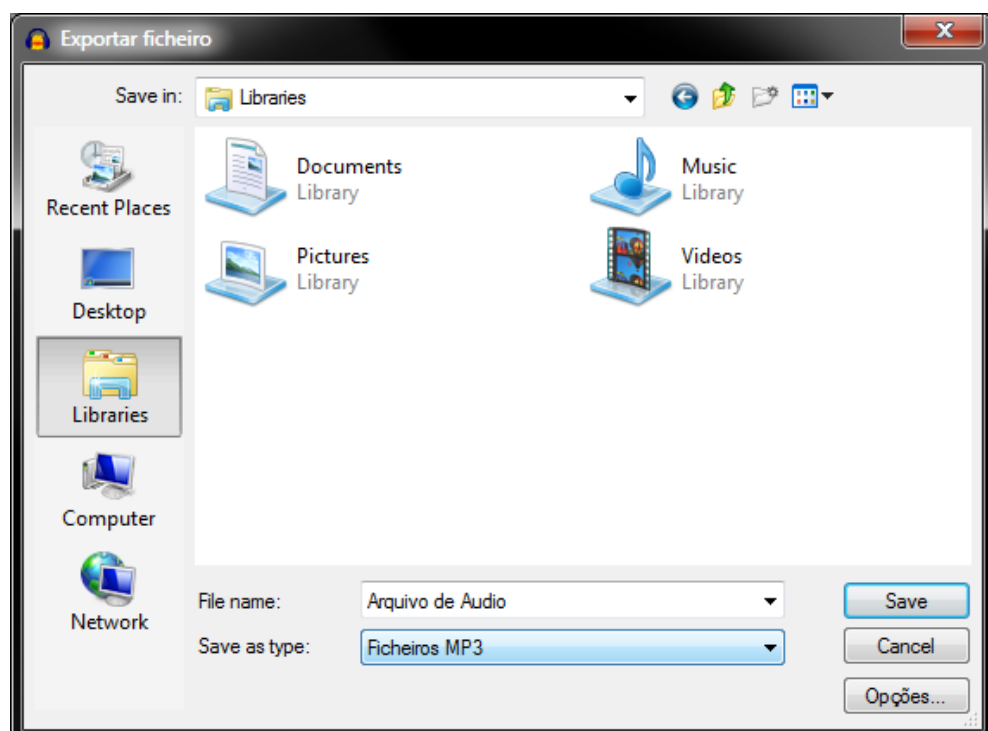 Exportar ficheiro
Save in:
Libraries
Recent Places
Desktop
Libraries
Computer
Network
Documents
Library
Music
Library
Pictures
Library
Videos
Library
File name:
Arquivo de Audio
Save
Save as type:
Ficheiros MP3
Cancel
Opções...